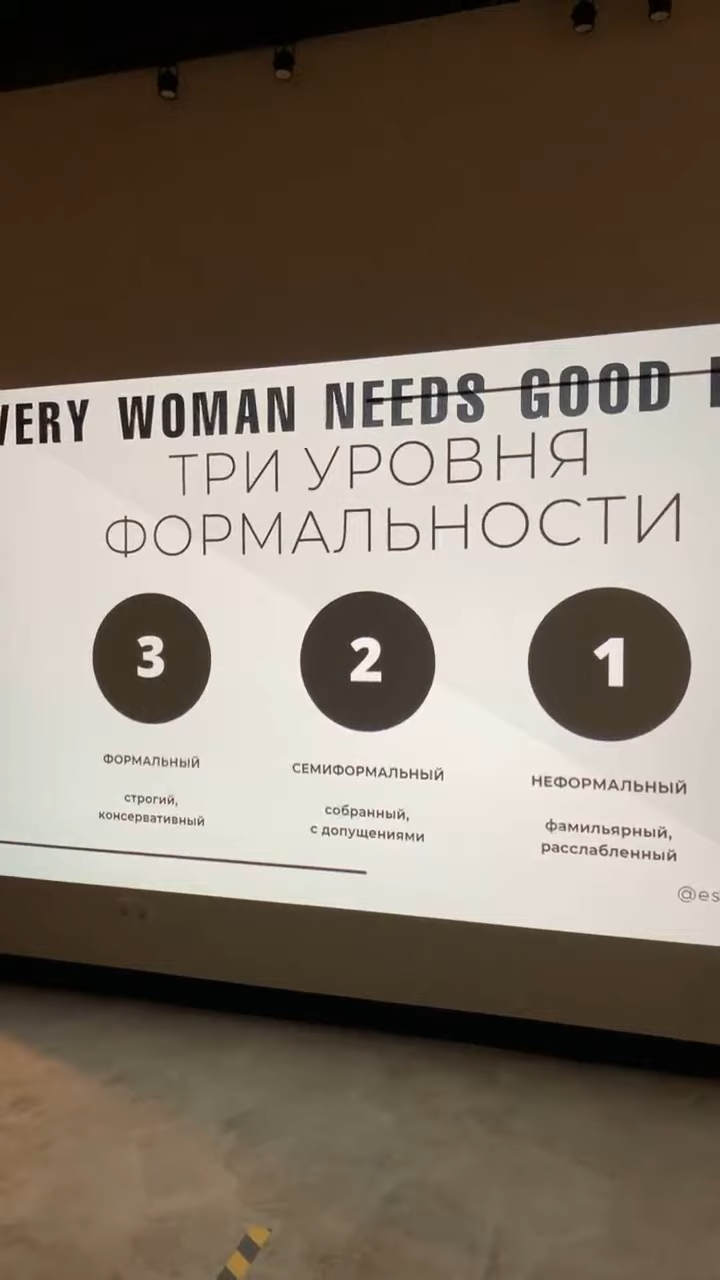 VERY WOMAN NEEDS GOOD
ТРИ УРОВНЯ
ФОРМАЛЬНОСТИ
3
2
1
ФОРМАЛЬНЫЙ
СЕМИФОРМАЛЬНЫЙ
НЕФОРМАЛЬНЫЙ
строгий,
консервативный
собранный,
с допущениями
фамильярный,
расслабленный
@es